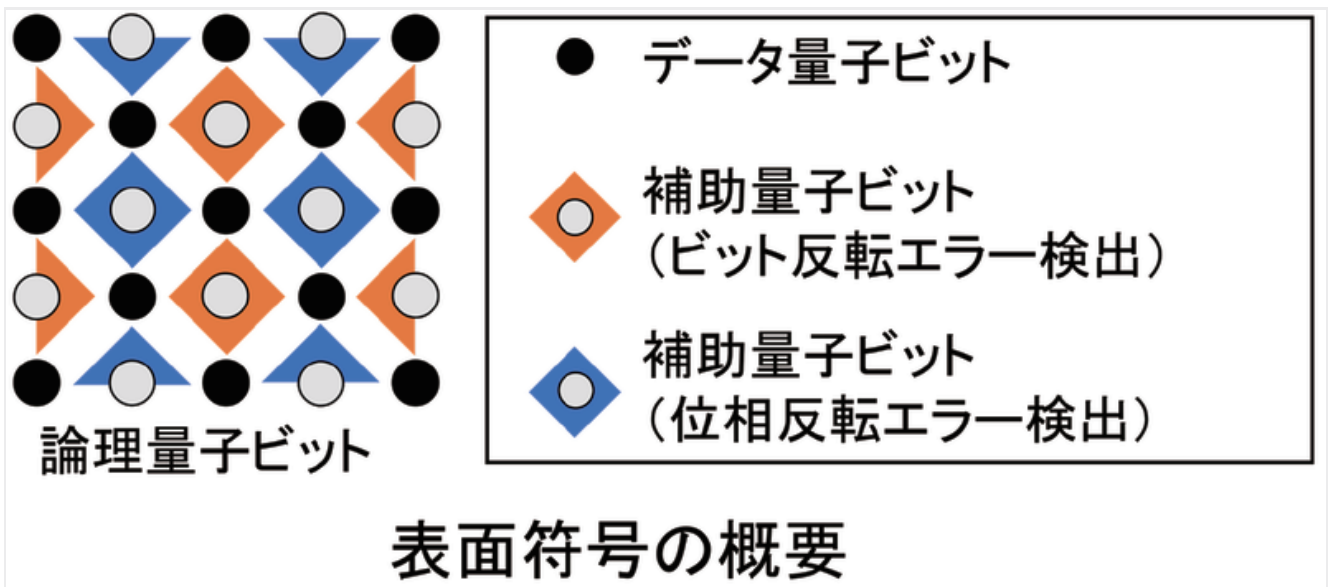 データ量子ビット
補助量子ビット
（ビット反転エラー検出）
補助量子ビット
（位相反転エラー検出）
論理量子ビット
表面符号の概要